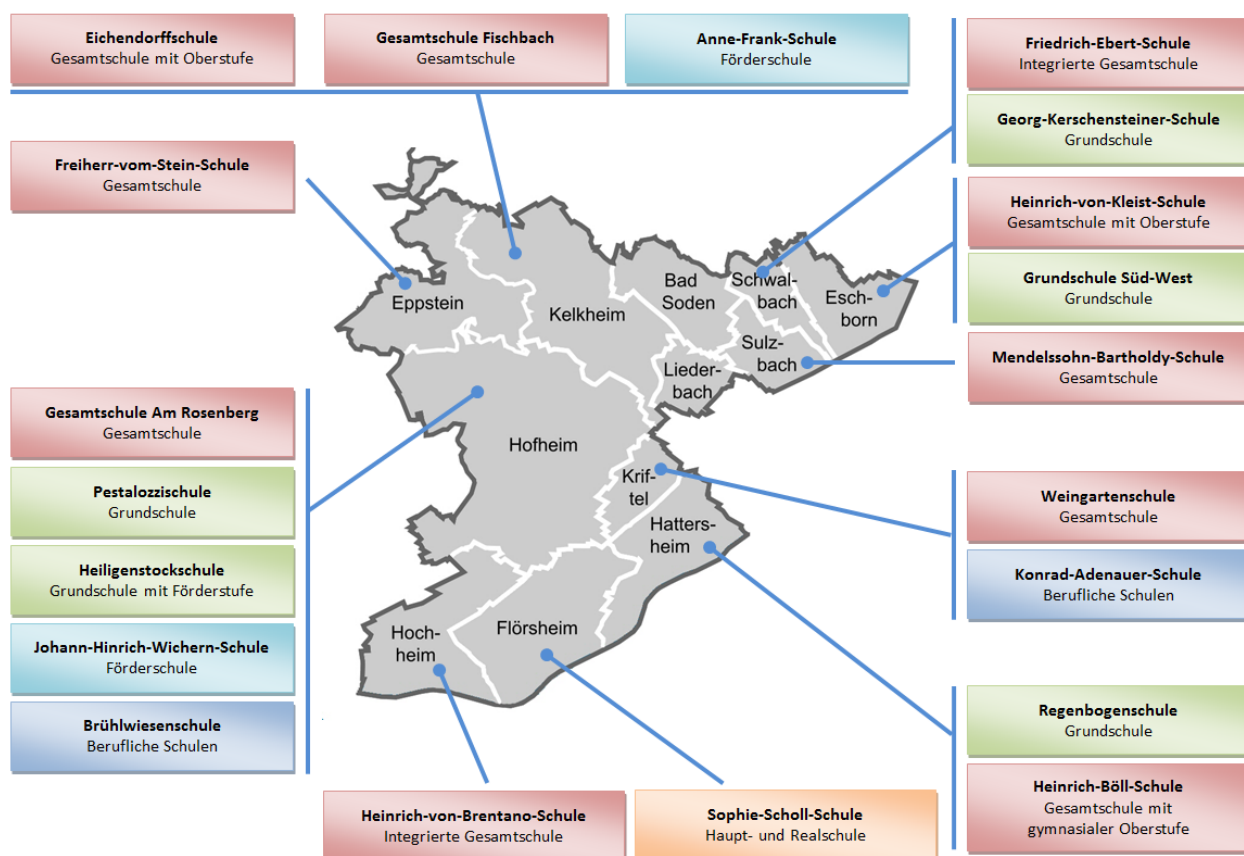 Eichendorffschule
Gesamtschule mit Oberstufe
Gesamtschule Fischbach
Gesamtschule
Anne-Frank-Schule
Förderschule
Friedrich-Ebert-Schule
Integrierte Gesamtschule
Georg-Kerschensteiner-Schule
Grundschule
Freiherr-vom-Stein-Schule
Gesamtschule
Heinrich-von-Kleist-Schule
Gesamtschule mit Oberstufe
Grundschule Süd-West
Grundschule
Mendelssohn-Bartholdy-Schule
Gesamtschule
Eppstein
Kelkheim
Bad
Soden
Schwal-
bach
Esch-
born
Sulz-
bach
Lieder-
bach
Hofheim
Krif-
tel
Hatters-
heim
Hoch-
heim
Flörsheim
Gesamtschule Am Rosenberg
Gesamtschule
Pestalozzischule
Grundschule
Heiligenstockschule
Grundschule mit Förderstufe
Johann-Hinrich-Wichern-Schule
Förderschule
Brühlwiesenschule
Berufliche Schulen
Weingartenschule
Gesamtschule
Konrad-Adenauer-Schule
Berufliche Schulen
Regenbogenschule
Grundschule
Heinrich-Böll-Schule
Gesamtschule mit
gymnasialer Oberstufe
Heinrich-von-Brentano-Schule
Integrierte Gesamtschule
Sophie-Scholl-Schule
Haupt- und Realschule